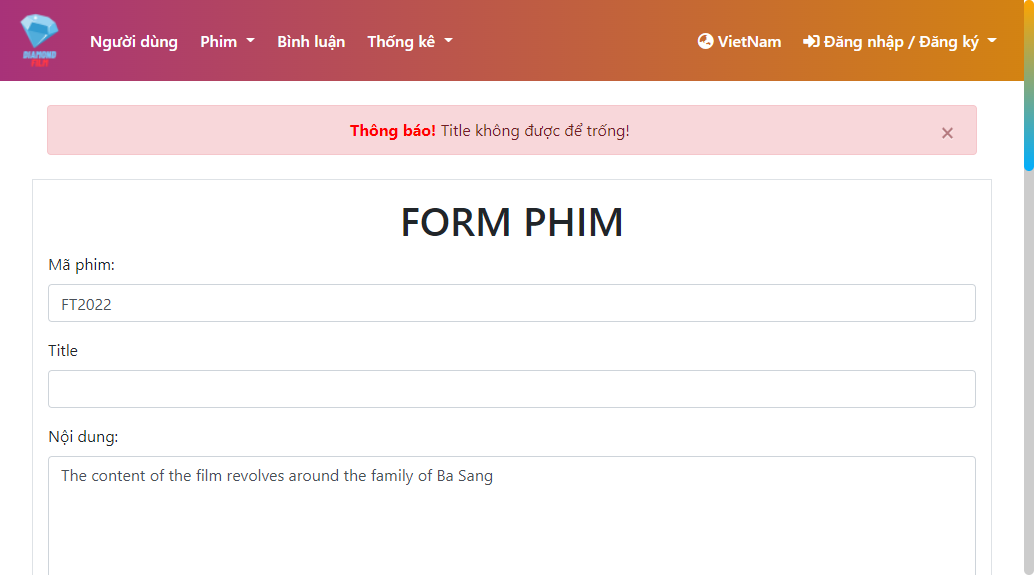 DIAMOND
FILM
Người dùng Phim Bình luận Thống kê VietNam Đăng nhập / Đăng ký
Thông báo! Title không được để trống! ×
FORM PHIM
Mã phim:
FT2022
Title
Nội dung:
The content of the film revolves around the family of Ba Sang